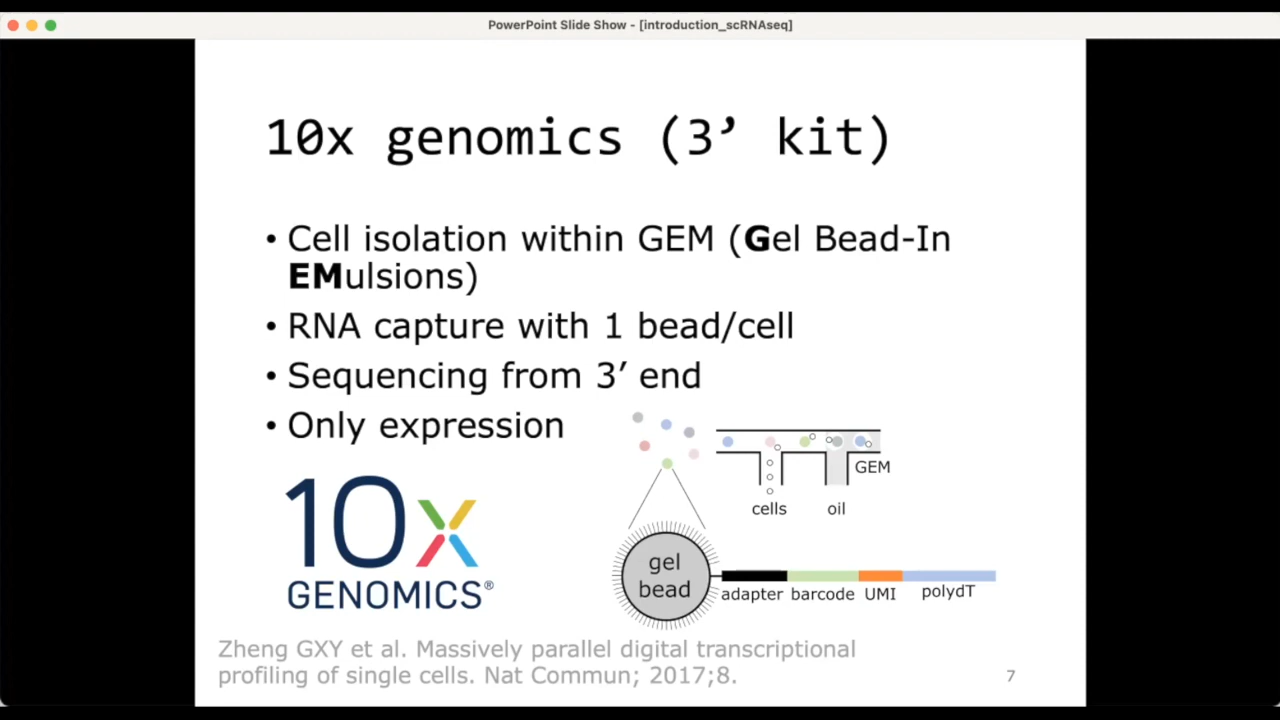 PowerPoint Slide Show - [introduction_scRNAseq]
10x genomics (3’ kit)
• Cell isolation within GEM (Gel Bead-In
EMulsions)
• RNA capture with 1 bead/cell
• Sequencing from 3’ end
• Only expression
GEM
cells oil
10x
GENOMICS®
gel
bead
adapter barcode UMI polydT
Zheng GXY et al. Massively parallel digital transcriptional
profiling of single cells. Nat Commun; 2017;8.
7